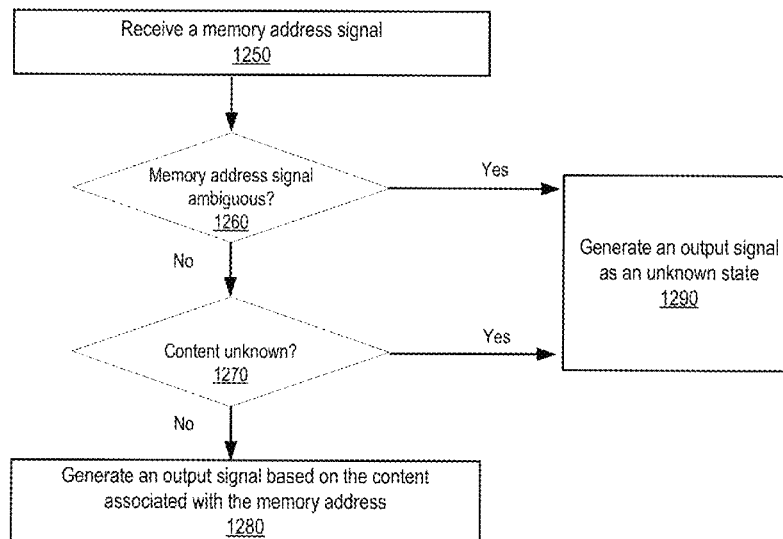 Receive a memory address signal
1250
Memory address signal
ambiguous?
1260
Yes
No
Generate an output signal
as an unknown state
1290
Content unknown?
1270
Yes
No
Generate an output signal based on the content
associated with the memory address
1280